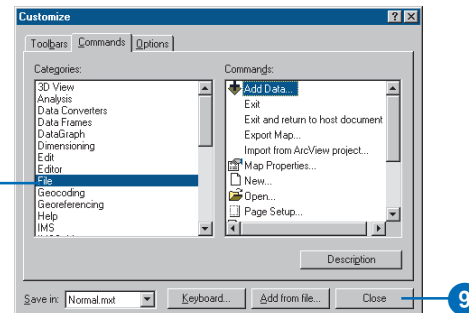 Customize
Toolbars Commands Options
Categories:
3D View
Analysis
Data Converters
Data Frames
DataGraph
Dimensioning
Edit
Editor
File
Geocoding
Georeferencing
Help
IMS
Commands:
Add Data...
Exit
Exit and return to host document
Export Map...
Import from ArcView project...
Map Properties...
New...
Open...
Page Setup...
Description
Save in: Normal.mxt Keyboard... Add from file... Close
9